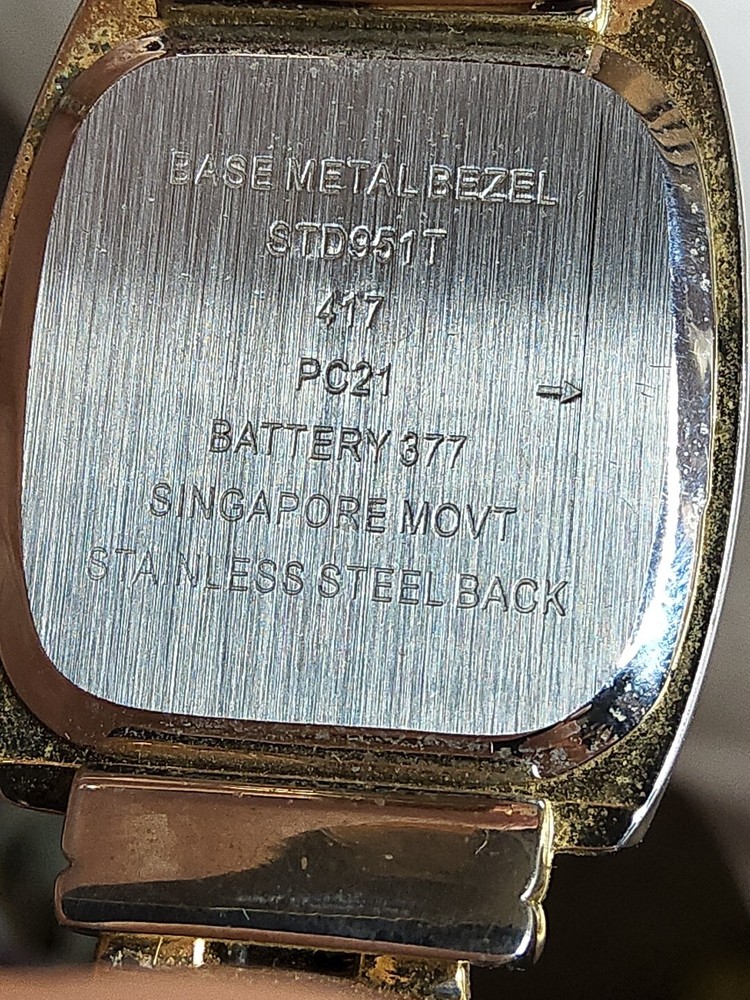 BASE METAL BEZEL
STD951T
417
PC21
BATTERY 377
SINGAPORE MOVT
STAINLESS STEEL BACK